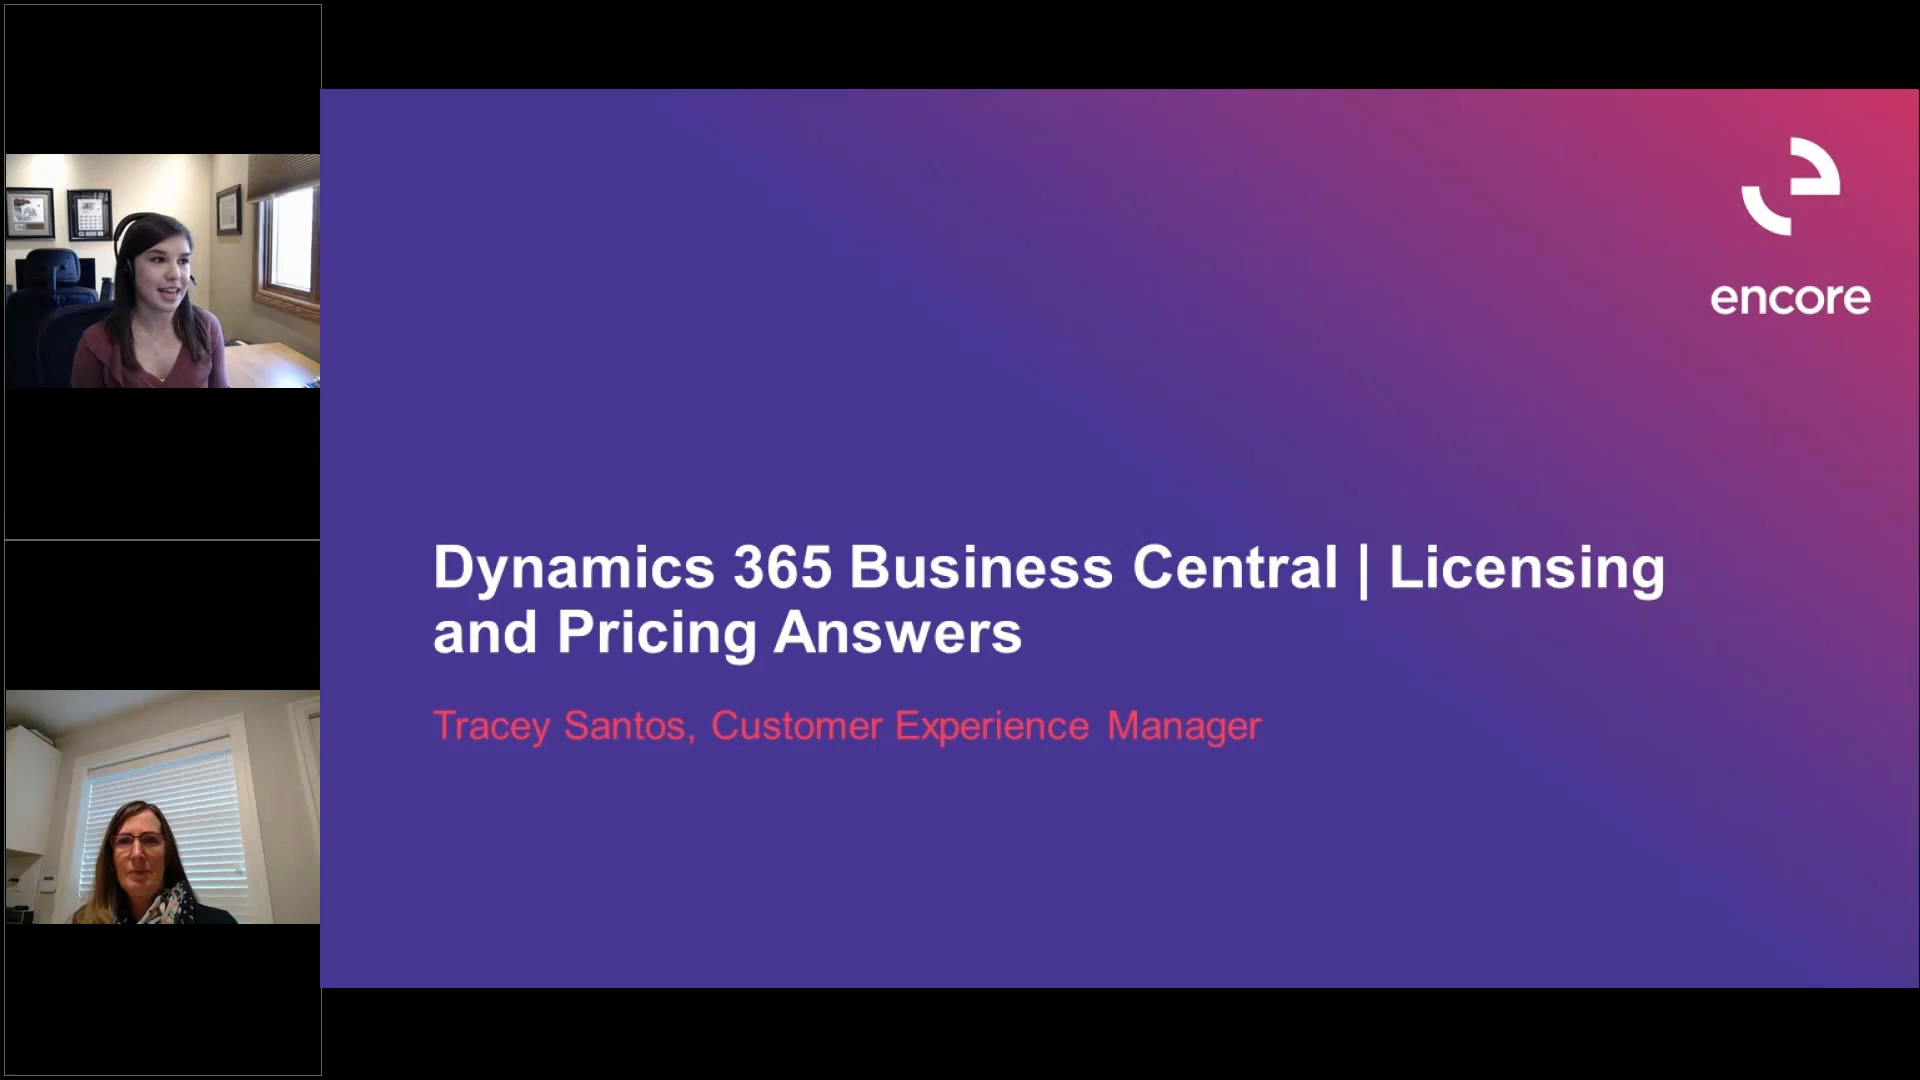 encore
Dynamics 365 Business Central | Licensing
and Pricing Answers
Tracey Santos, Customer Experience Manager